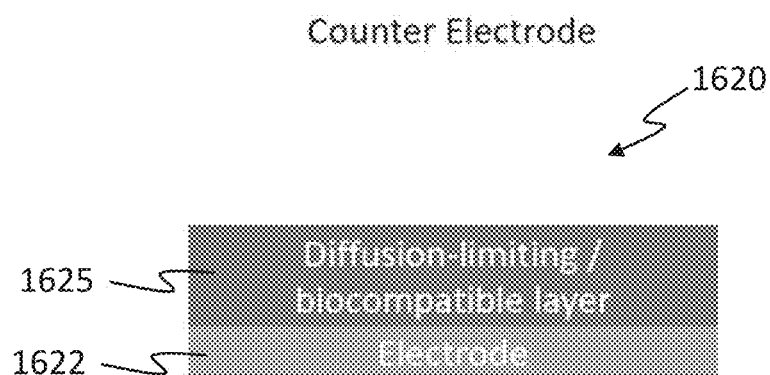 Counter Electrode
1620
Diffusion-limiting /
1625
biocompatible layer
1622
Electrode